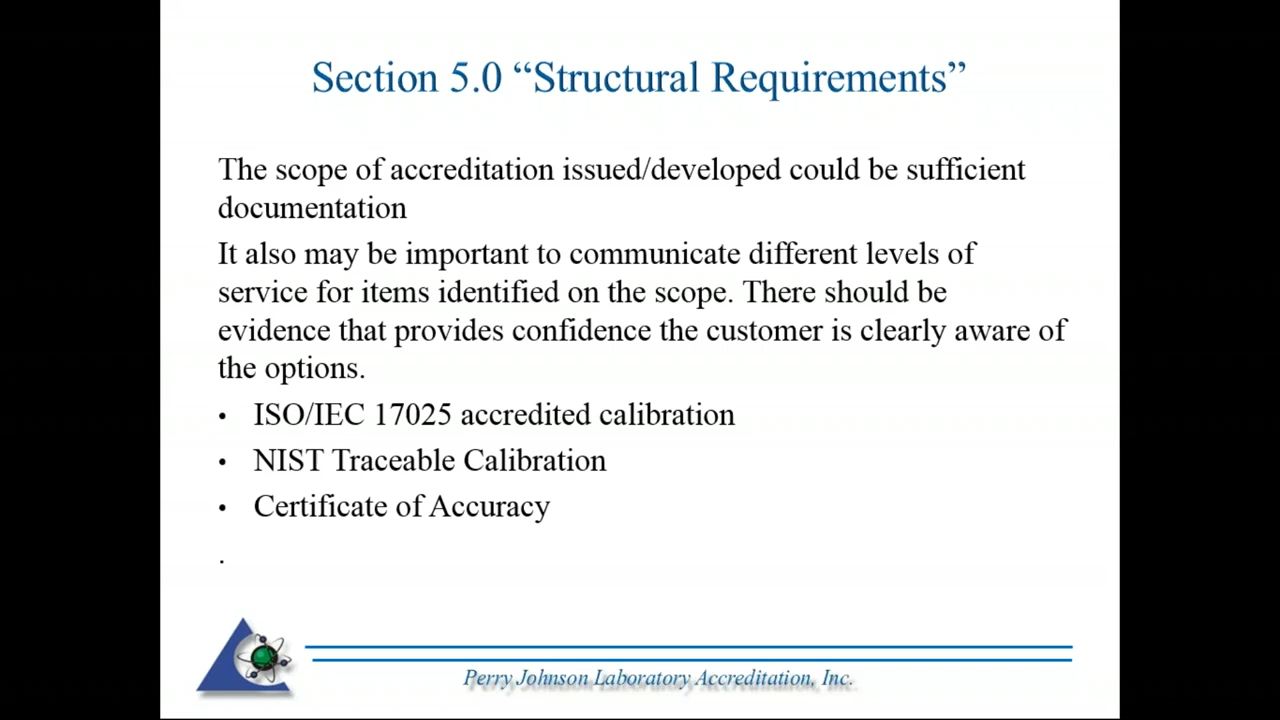 Section 5.0 “Structural Requirements”
The scope of accreditation issued/developed could be sufficient
documentation
It also may be important to communicate different levels of
service for items identified on the scope. There should be
evidence that provides confidence the customer is clearly aware of
the options.
• ISO/IEC 17025 accredited calibration
• NIST Traceable Calibration
• Certificate of Accuracy
.
Perry Johnson Laboratory Accreditation, Inc.